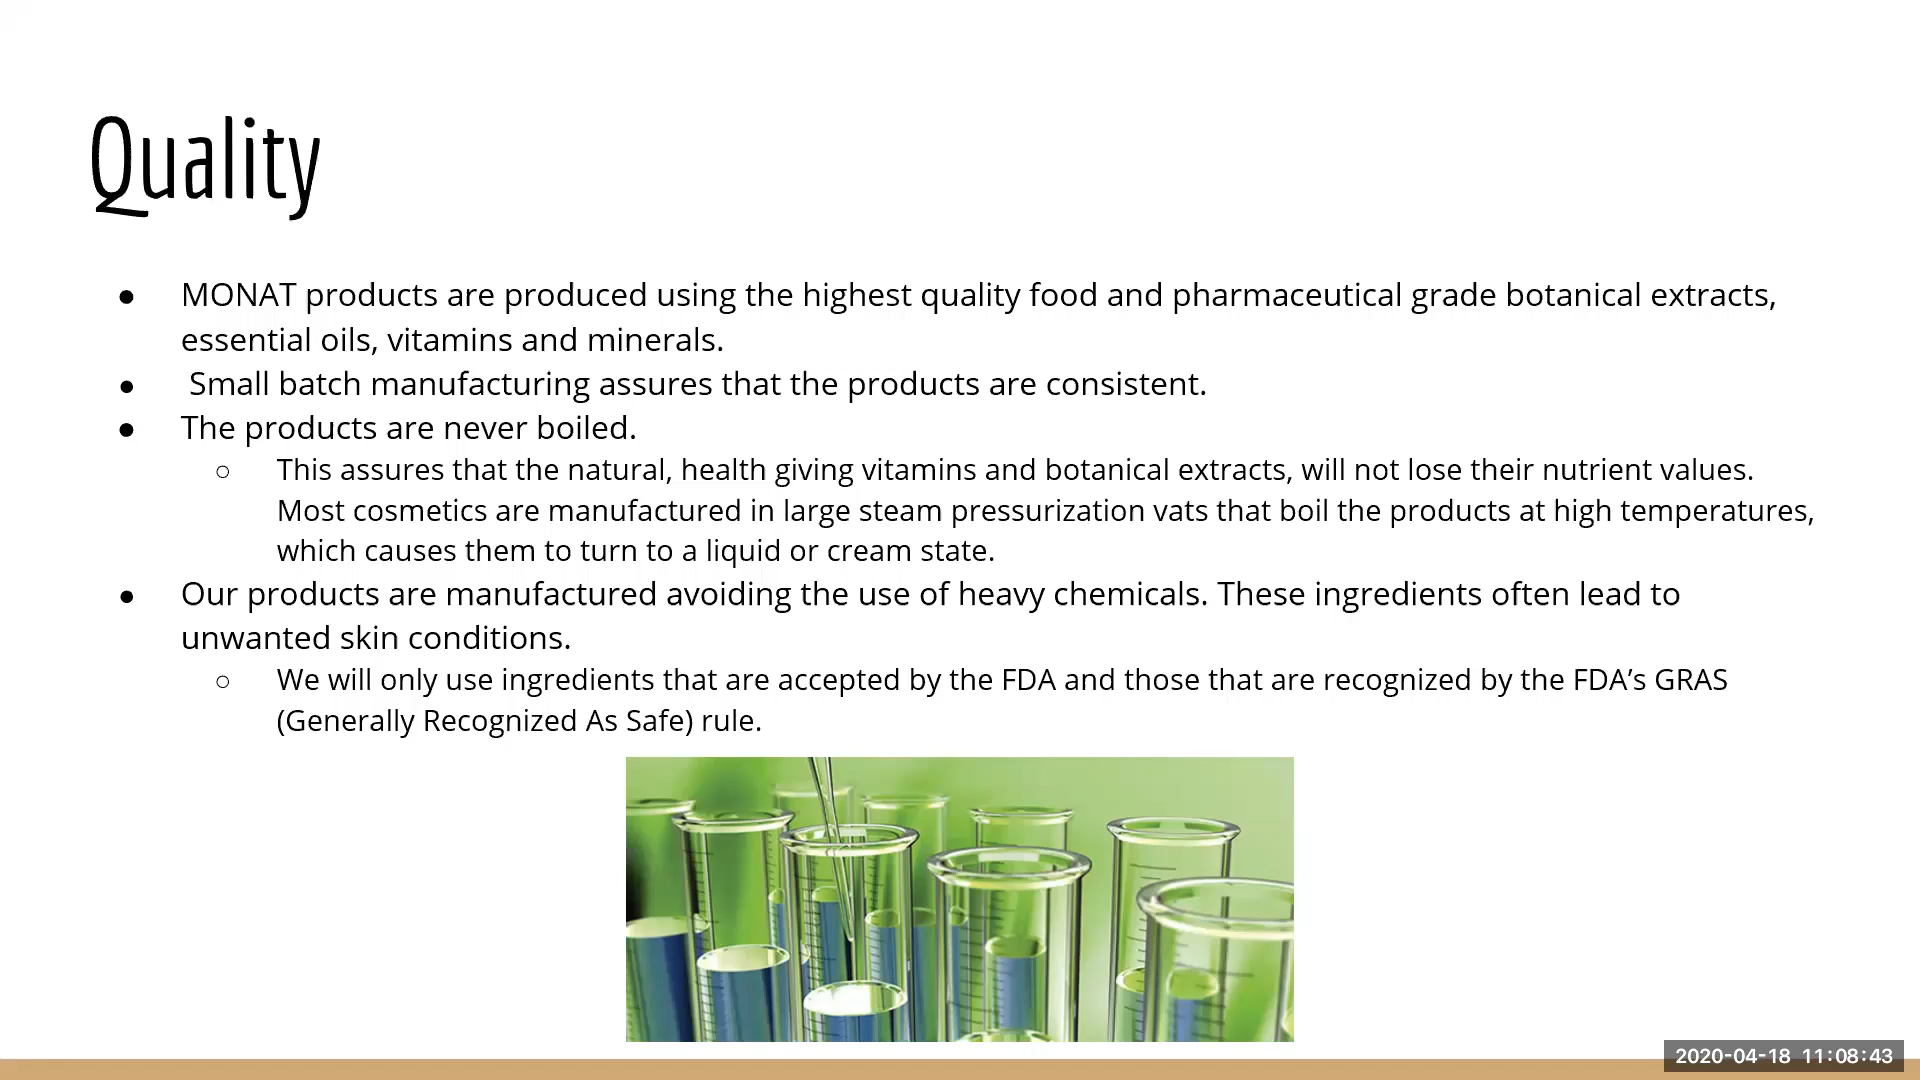 Quality
● MONAT products are produced using the highest quality food and pharmaceutical grade botanical extracts,
essential oils, vitamins and minerals.
● Small batch manufacturing assures that the products are consistent.
● The products are never boiled.
○ This assures that the natural, health giving vitamins and botanical extracts, will not lose their nutrient values.
Most cosmetics are manufactured in large steam pressurization vats that boil the products at high temperatures,
which causes them to turn to a liquid or cream state.
● Our products are manufactured avoiding the use of heavy chemicals. These ingredients often lead to
unwanted skin conditions.
○ We will only use ingredients that are accepted by the FDA and those that are recognized by the FDA’s GRAS
(Generally Recognized As Safe) rule.
2020-04-18 11:08:43